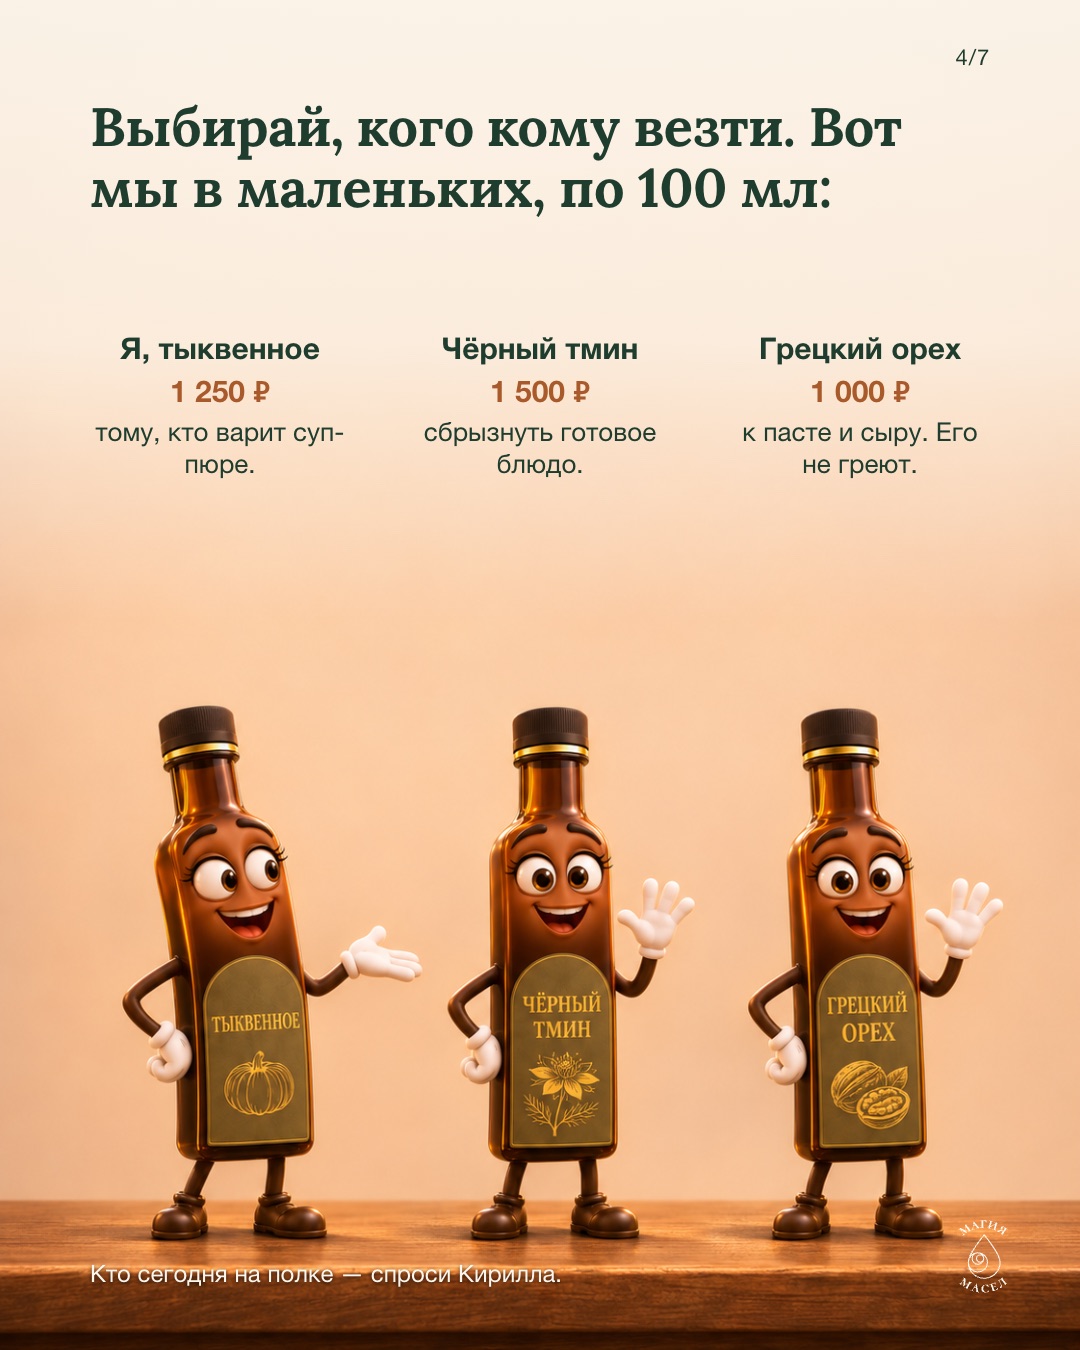 4/7
Выбирай, кого кому везти. Вот
мы в маленьких, по 100 мл:
Я, тыквенное
1 250 ₽
тому, кто варит суп-
пюре.
Чёрный тмин
1 500 ₽
сбрызнуть готовое
блюдо.
Грецкий орех
1 000 ₽
к пасте и сыру. Его
не греют.
ТЫКВЕННОЕ
ЧЁРНЫЙ
ТМИН
ГРЕЦКИЙ
ОРЕХ
Кто сегодня на полке — спроси Кирилла.
МАГИЯ
МАСЕЛ